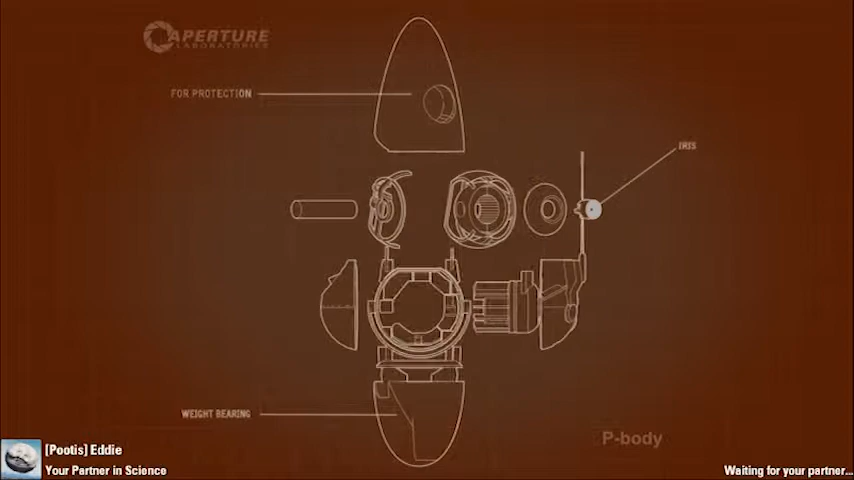 APERTURE
LABORATORIES
FOR PROTECTION
IRIS
WEIGHT BEARING
P-body
[Pootis] Eddie
Your Partner in Science
Waiting for your partner...